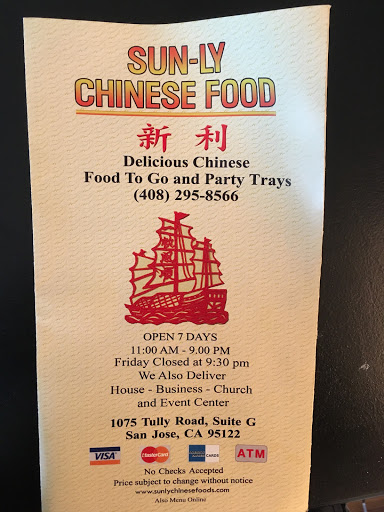 SUN-LY
CHINESE FOOD
新利
Delicious Chinese
Food To Go and Party Trays
(408) 295-8566
OPEN 7 DAYS
11:00 AM - 9.00 PM
Friday Closed at 9:30 pm
We Also Deliver
House - Business - Church
and Event Center
1075 Tully Road, Suite G
San Jose, CA 95122
VISA MasterCard ATM
No Checks Accepted
Price subject to change without notice
www.sunlychinesefoods.com
Also Menu Online